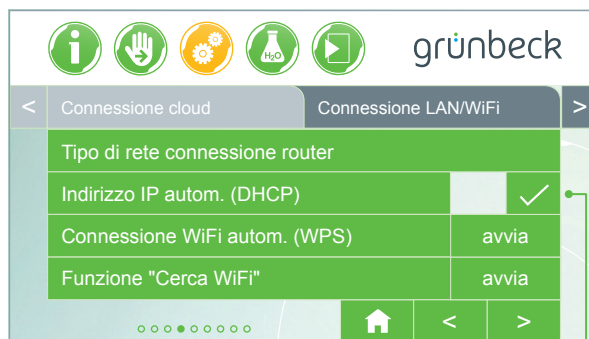 H₂O
grünbeck
< Connessione cloud Connessione LAN/WiFi >
Tipo di rete connessione router
Indirizzo IP autom. (DHCP)
Connessione WiFi autom. (WPS) avvia
Funzione "Cerca WiFi" avvia
< >